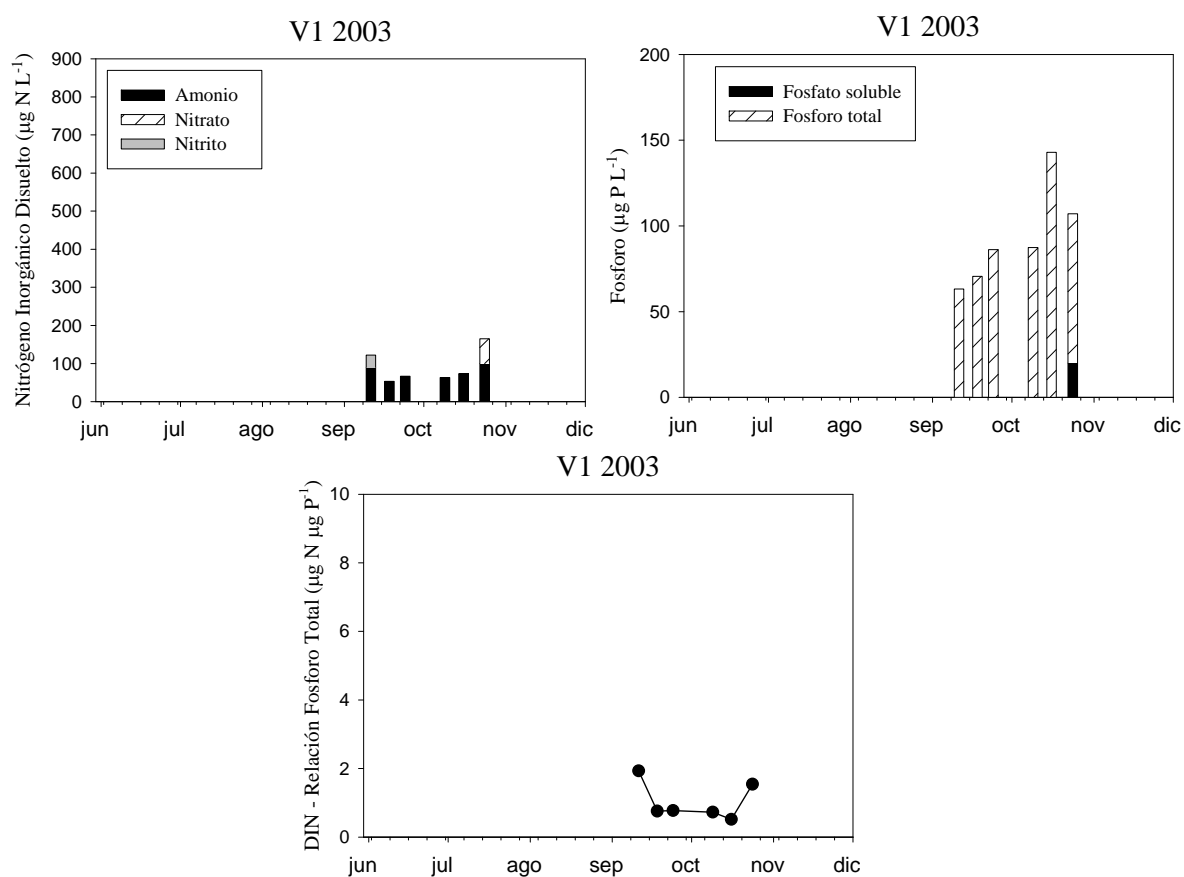 V1 2003
Nitrógeno Inorgánico Disuelto (µg N L-1)
900
800
700
600
500
400
300
200
100
0
Amonio
Nitrato
Nitrito
jun jul ago sep oct nov dic
V1 2003
Fosforo (µg P L-1)
200
150
100
50
0
Fosfato soluble
Fosforo total
jun jul ago sep oct nov dic
V1 2003
DIN - Relación Fosforo Total (µg N µg P-1)
10
8
6
4
2
0
jun jul ago sep oct nov dic